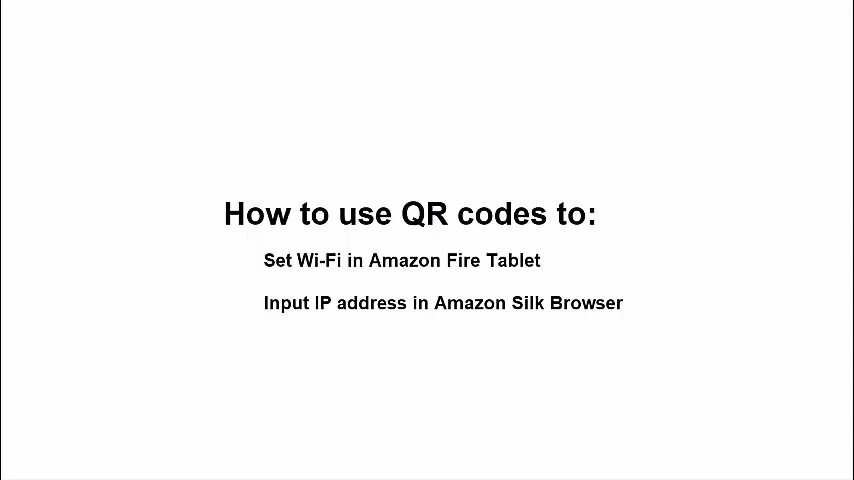 How to use QR codes to:
Set Wi-Fi in Amazon Fire Tablet
Input IP address in Amazon Silk Browser